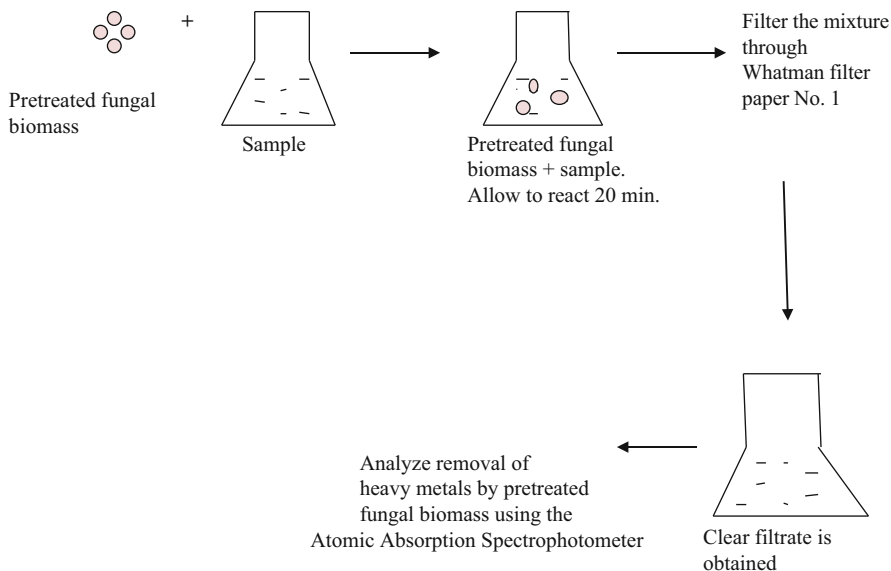 +
Pretreated fungal
biomass
Sample
Pretreated fungal
biomass + sample.
Allow to react 20 min.
Filter the mixture
through
Whatman filter
paper No. 1
Clear filtrate is
obtained
Analyze removal of
heavy metals by pretreated
fungal biomass using the
Atomic Absorption Spectrophotometer